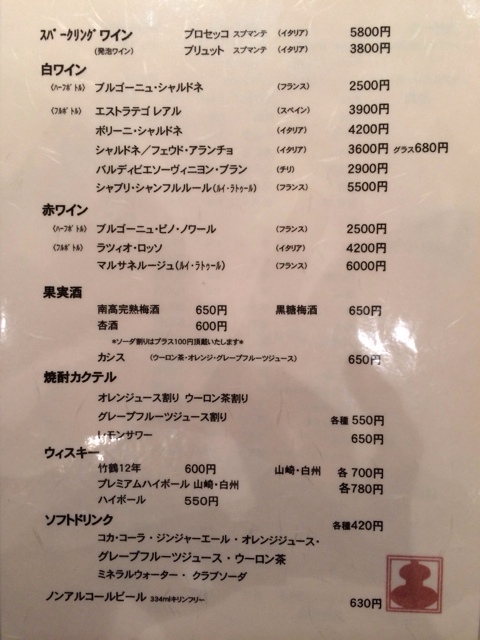 ｽﾊﾟｰｸﾘﾝｸﾞワイン プロセッコ スプマンテ (イタリア) 5800円
(発泡ワイン) ブリュット スプマンテ (イタリア) 3800円
白ワイン
(ﾊｰﾌﾎﾞﾄﾙ) ブルゴーニュ・シャルドネ (フランス) 2500円
(ﾌﾙﾎﾞﾄﾙ) エストラテゴ レアル (スペイン) 3900円
ボリーニ・シャルドネ (イタリア) 4200円
シャルドネ／フェウド・アランチョ (イタリア) 3600円 グラス680円
バルディビエソーヴィニヨン・ブラン (チリ) 2900円
シャブリ・シャンフルルール(ルイ・ラトゥール) (フランス) 5500円
赤ワイン
(ﾊｰﾌﾎﾞﾄﾙ) ブルゴーニュ・ピノ・ノワール (フランス) 2500円
(ﾌﾙﾎﾞﾄﾙ) ラツィオ・ロッソ (イタリア) 4200円
マルサネルージュ(ルイ・ラトゥール) (フランス) 6000円
果実酒
南高完熟梅酒 650円 黒糖梅酒 650円
杏酒 600円
*ソーダ割りはプラス100円頂戴いたします*
カシス (ウーロン茶・オレンジ・グレープフルーツジュース) 650円
焼酎カクテル
オレンジジュース割り ウーロン茶割り
グレープフルーツジュース割り 各種 550円
レモンサワー 650円
ウィスキー
竹鶴12年 600円 山崎・白州 各 700円
プレミアムハイボール 山崎・白州 各780円
ハイボール 550円
ソフトドリンク 各種420円
コカ・コーラ・ジンジャーエール・オレンジジュース・
グレープフルーツジュース・ウーロン茶
ミネラルウォーター・ クラブソーダ
ノンアルコールビール 334mlキリンフリー 630円